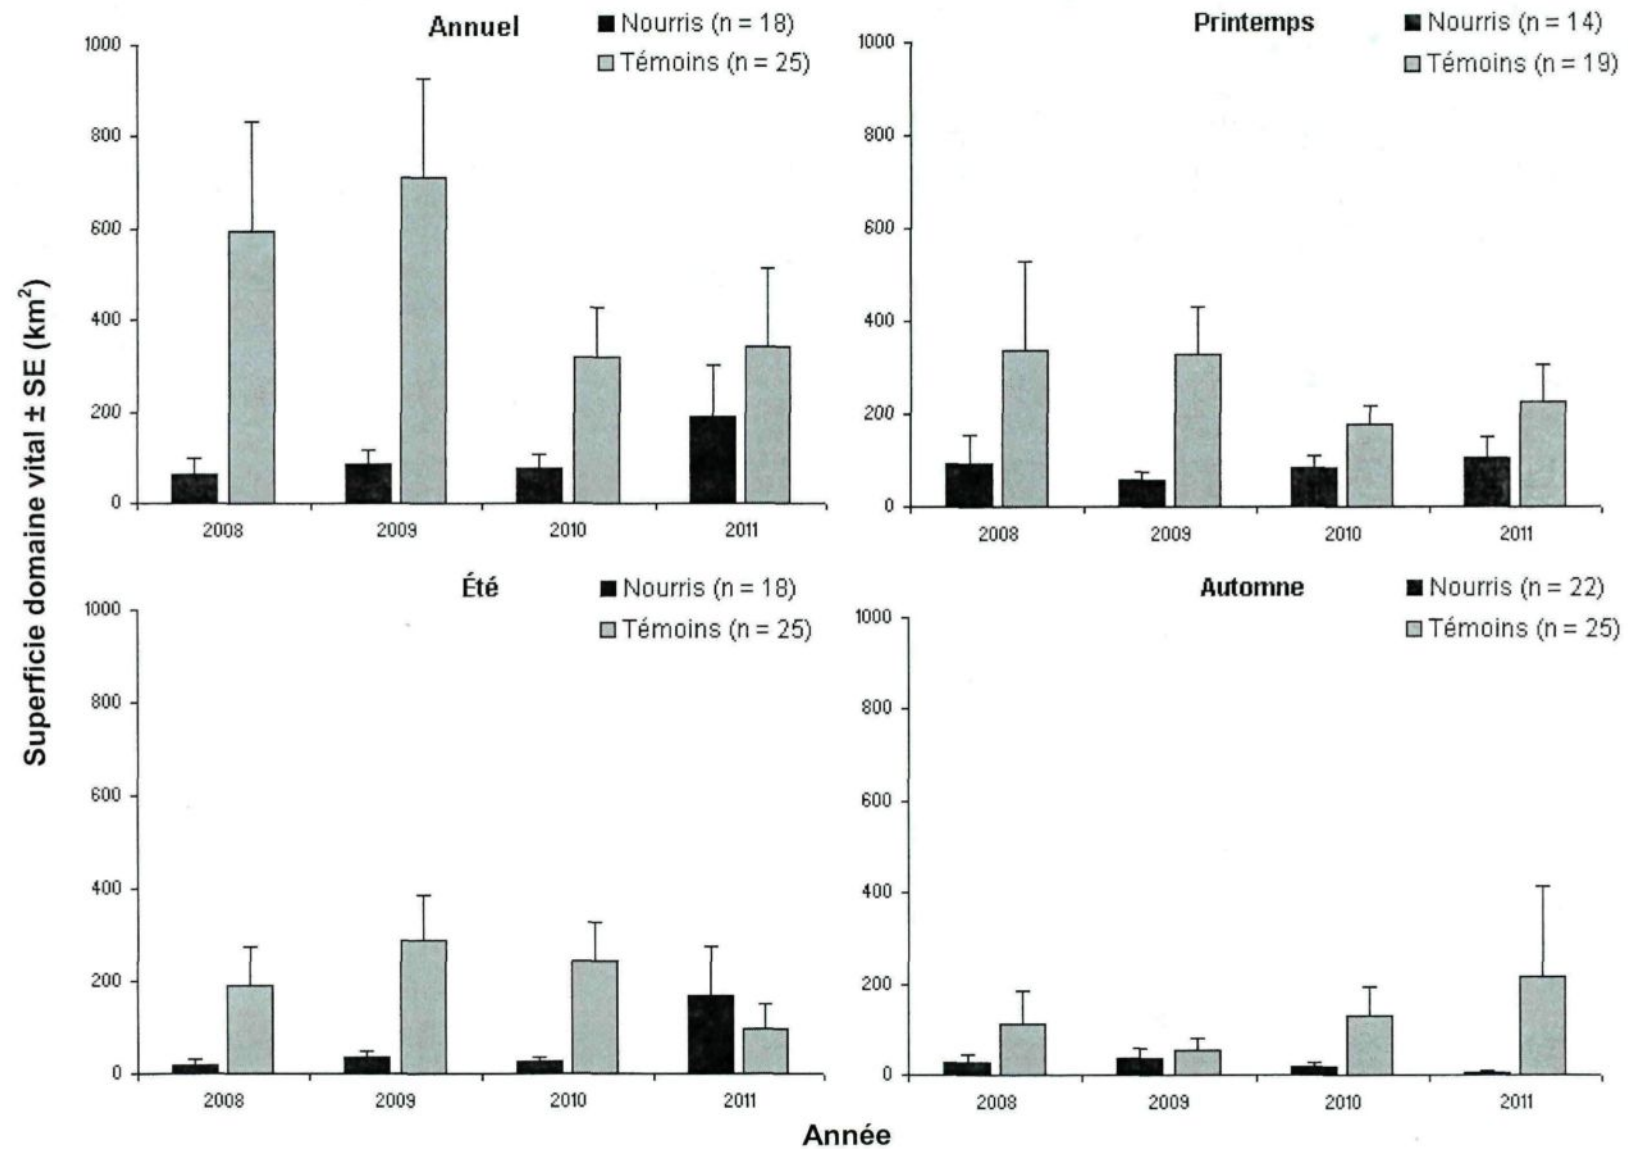 Superficie domaine vital ± SE (km²)
Annuel
Nourris (n = 18)
Témoins (n = 25)
1000
800
600
400
200
0
2008 2009 2010 2011
Printemps
Nourris (n = 14)
Témoins (n = 19)
1000
800
600
400
200
0
2008 2009 2010 2011
Été
Nourris (n = 18)
Témoins (n = 25)
1000
800
600
400
200
0
2008 2009 2010 2011
Automne
Nourris (n = 22)
Témoins (n = 25)
1000
800
600
400
200
0
2008 2009 2010 2011
Année